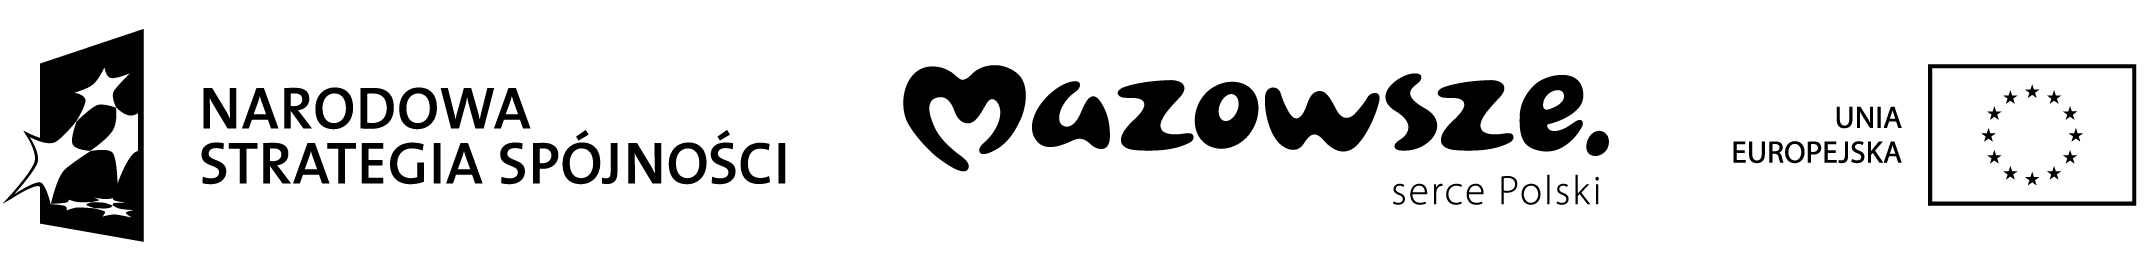 NARODOWA
STRATEGIA SPÓJNOŚCI
mazowsze.
serce Polski
UNIA
EUROPEJSKA